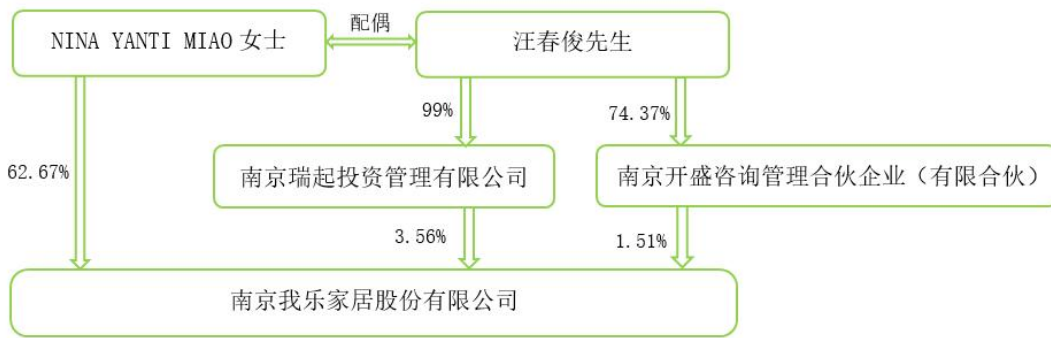 配偶
NINA YANTI MIAO 女士
汪春俊先生
99%
74.37%
62.67%
南京瑞起投资管理有限公司
南京开盛咨询管理合伙企业（有限合伙）
3.56%
1.51%
南京我乐家居股份有限公司